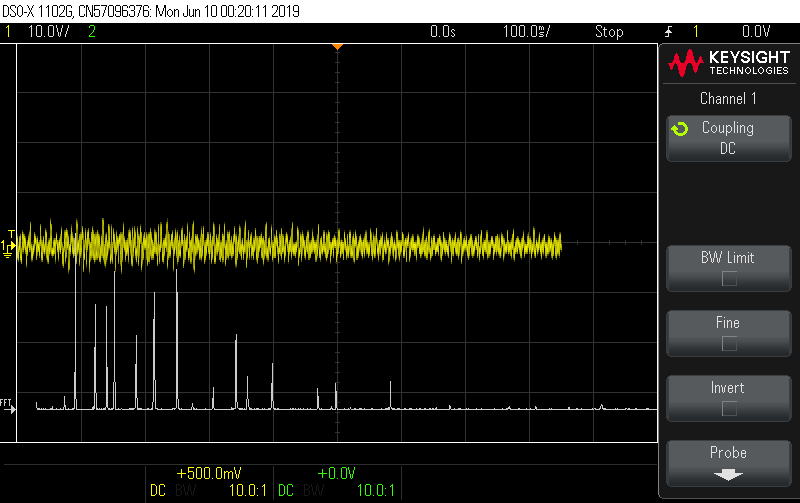 DSO-X 1102G, CN57096376: Mon Jun 10 00:20:11 2019
1 10.0V/ 2 0.0s 100.0ms/ Stop 1 0.0V
KEYSIGHT
TECHNOLOGIES
Channel 1
Coupling
DC
T
1
BW Limit
Fine
Invert
FFT
Probe
+500.0mV +0.0V
DC BW 10.0:1 DC BW 10.0:1